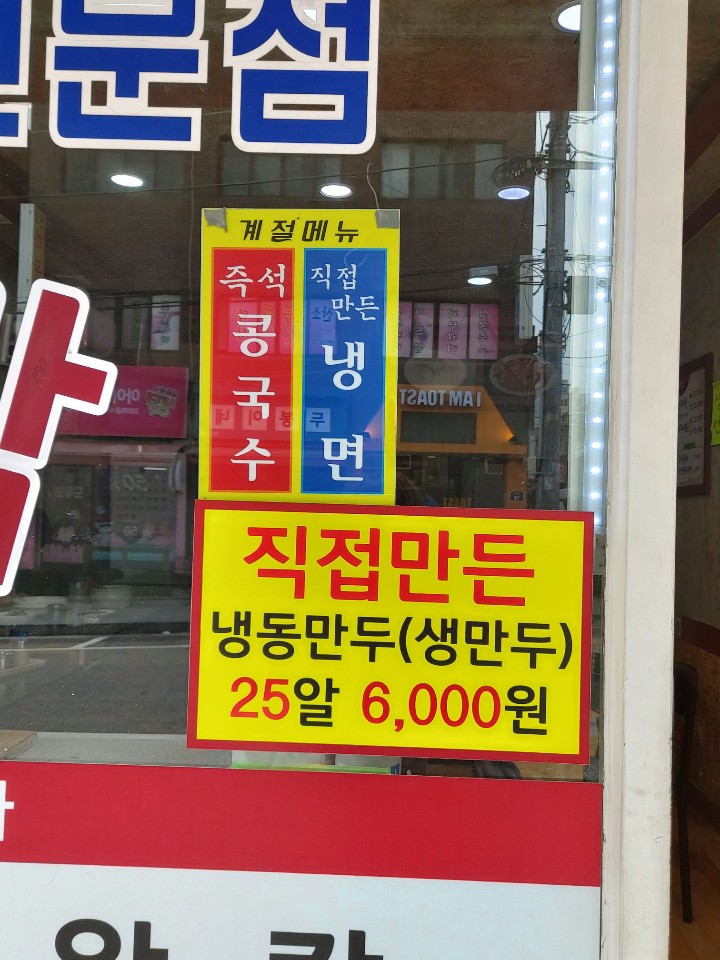 문점
계절메뉴
즉석
콩국수
직접
만든
냉면
I AM TOAST
TOAST
직접만든
냉동만두(생만두)
25알 6,000원